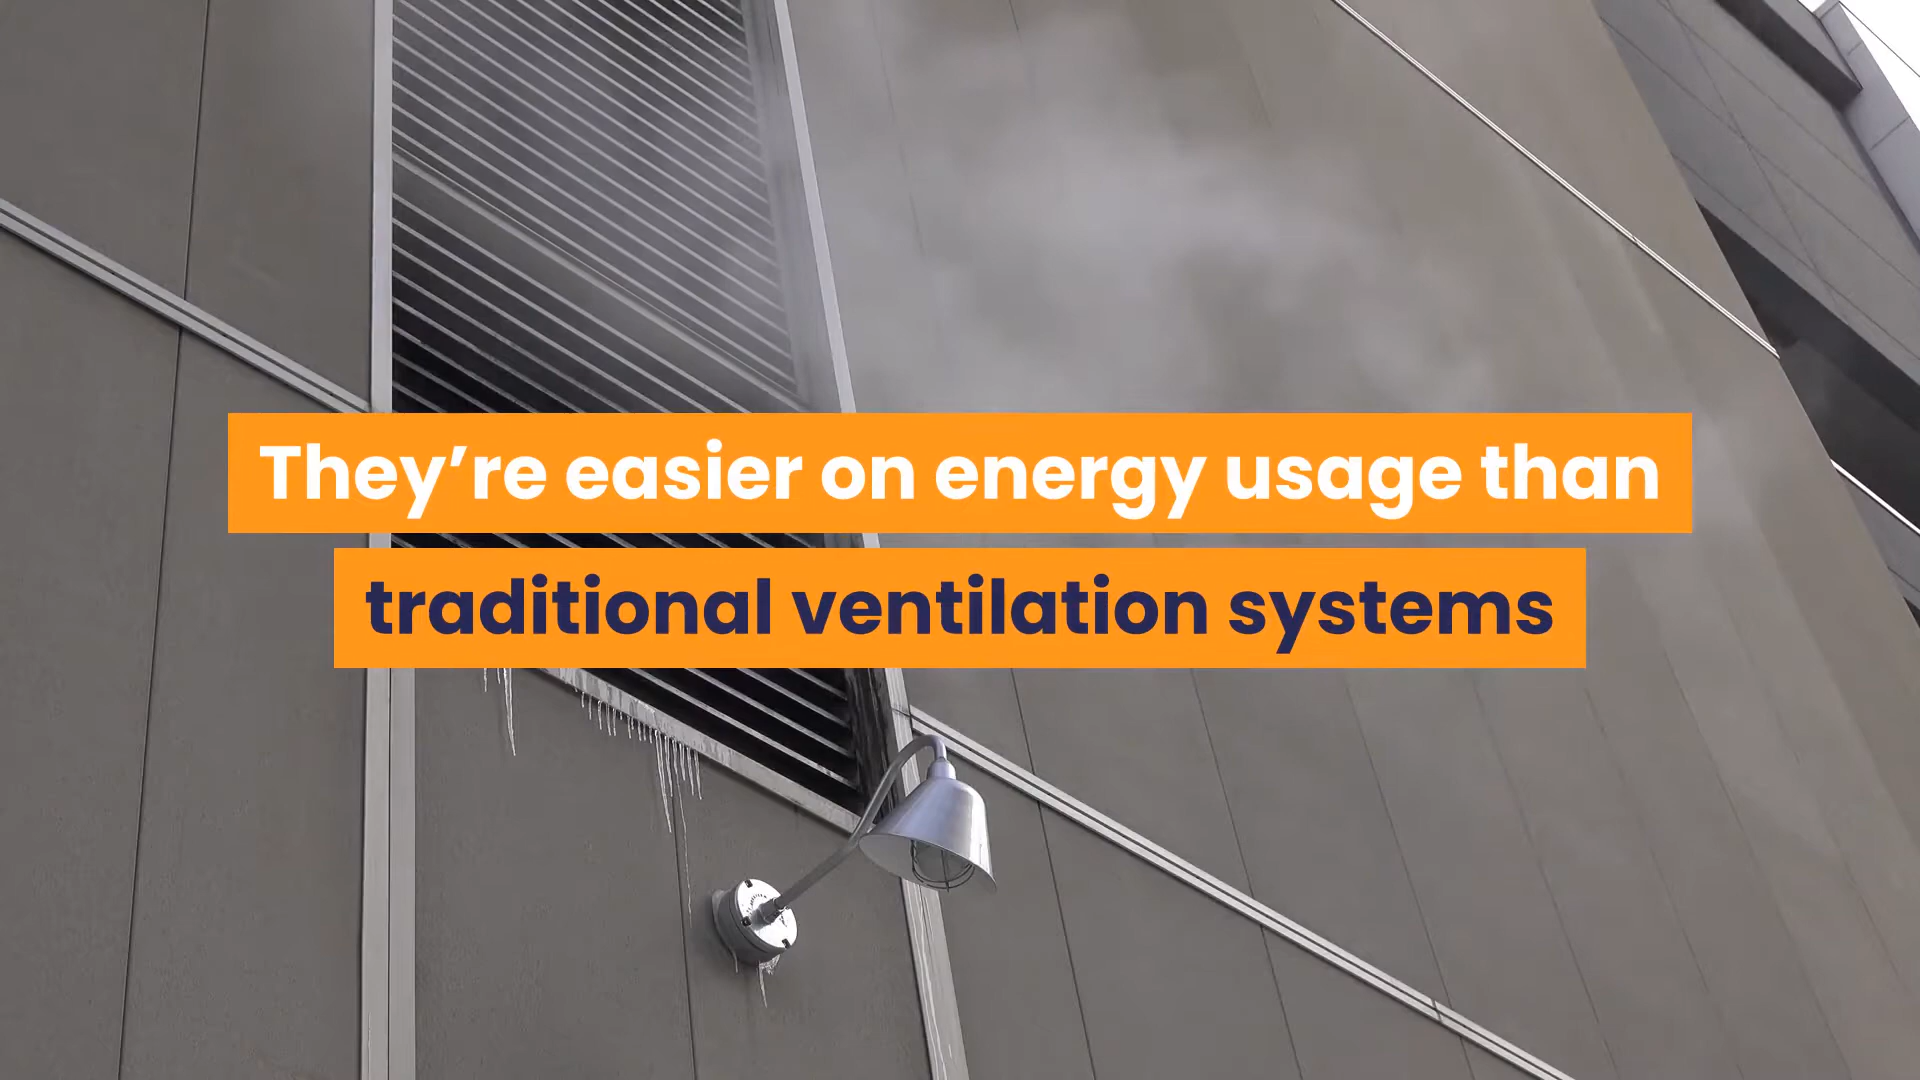 They’re easier on energy usage than
traditional ventilation systems